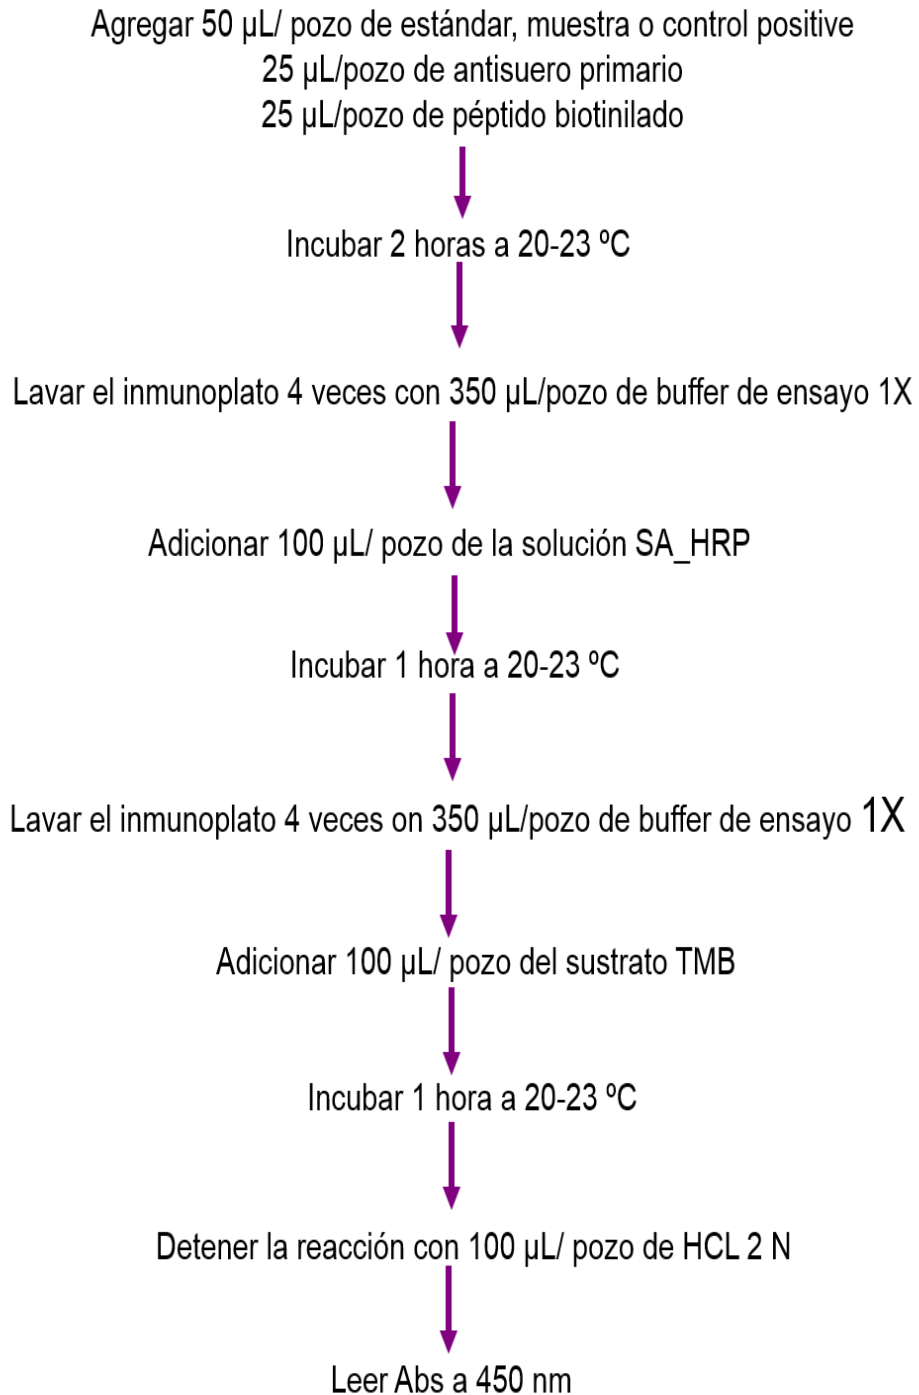 Agregar 50 µL/ pozo de estándar, muestra o control positive
25 µL/pozo de antisuero primario
25 µL/pozo de péptido biotinilado
Incubar 2 horas a 20-23 ºC
Lavar el inmunoplato 4 veces con 350 µL/pozo de buffer de ensayo 1X
Adicionar 100 µL/ pozo de la solución SA_HRP
Incubar 1 hora a 20-23 ºC
Lavar el inmunoplato 4 veces on 350 µL/pozo de buffer de ensayo 1X
Adicionar 100 µL/ pozo del sustrato TMB
Incubar 1 hora a 20-23 ºC
Detener la reacción con 100 µL/ pozo de HCL 2 N
Leer Abs a 450 nm